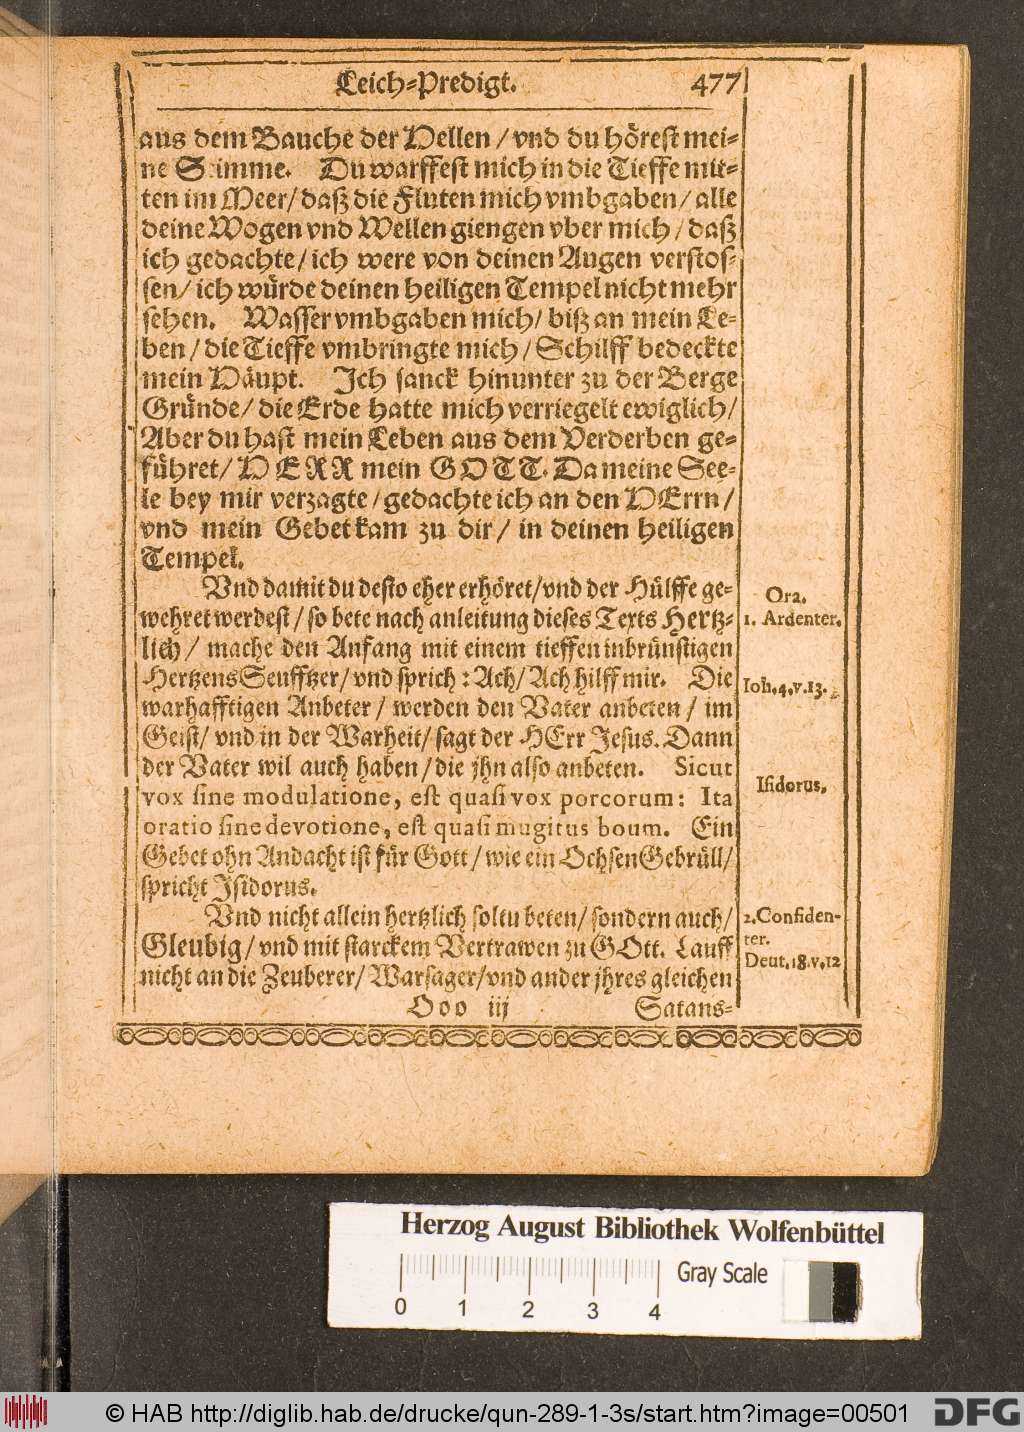 Leich-Predigt. 477
aus dem Bauche der Hellen / vnd du hörest mei-
ne Stimme. Du warffest mich in die Tieffe mit-
ten im Meer / daß die Fluten mich vmbgaben / alle
deine Wogen vnd Wellen giengen vber mich / daß
ich gedachte / ich were von deinen Augen verstos-
sen / ich würde deinen heiligen Tempel nicht mehr
sehen. Wasser vmbgaben mich / biß an mein Le-
ben / die Tieffe vmbringte mich / Schilff bedeckte
mein Häupt. Ich sanck hinunter zu der Berge
Gründe / die Erde hatte mich verriegelt ewiglich /
Aber du hast mein Leben aus dem Verderben ge-
führet / HERR mein GOTT. Da meine See-
le bey mir verzagte / gedachte ich an den HErrn /
vnd mein Gebet kam zu dir / in deinen heiligen
Tempel.
Vnd damit du desto eher erhöret / vnd der Hülffe ge-
wehret werdest / so bete nach anleitung dieses Texts Hertz-
lich / mache den Anfang mit einem tieffen inbrünstigen
Hertzens Seufftzer / vnd sprich : Ach / Ach hilff mir. Die
warhafftigen Anbeter / werden den Vater anbeten / im
Geist / vnd in der Warheit / sagt der HErr Jesus. Dann
der Vater wil auch haben / die jhn also anbeten. Sicut
vox sine modulatione, est quasi vox porcorum: Ita
oratio sine devotione, est quasi mugitus boum. Ein
Gebet ohn Andacht ist für Gott / wie ein Ochsen Gebrüll /
spricht Isidorus.
Vnd nicht allein hertzlich soltu beten / sondern auch /
Gleubig / vnd mit starckem Vertrawen zu GOtt. Lauff
nicht an die Zeuberer / Warsager / vnd ander jhres gleichen
Ooo iij Satans-
Ora.
1. Ardenter.
Ioh. 4. v. 13.
Isidorus.
2. Confiden-
ter.
Deut. 18. v. 12
Herzog August Bibliothek Wolfenbüttel
Gray Scale
0 1 2 3 4
© HAB http://diglib.hab.de/drucke/qun-289-1-3s/start.htm?image=00501
DFG